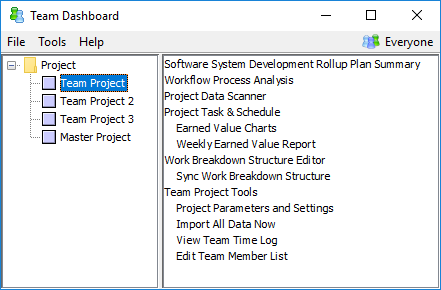 Team Dashboard
File Tools Help Everyone
Project
Team Project
Team Project 2
Team Project 3
Master Project
Software System Development Rollup Plan Summary
Workflow Process Analysis
Project Data Scanner
Project Task & Schedule
Earned Value Charts
Weekly Earned Value Report
Work Breakdown Structure Editor
Sync Work Breakdown Structure
Team Project Tools
Project Parameters and Settings
Import All Data Now
View Team Time Log
Edit Team Member List